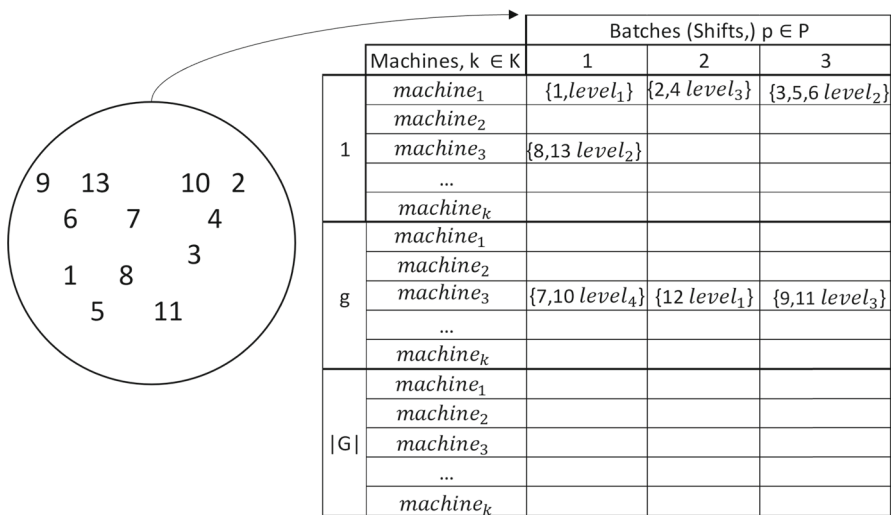 Batches (Shifts,) p ∈ P
Machines, k ∈ K 1 2 3
1
machine₁ {1,level₁} {2,4 level₃} {3,5,6 level₂}
machine₂
machine₃ {8,13 level₂}
...
machineₖ
g
machine₁
machine₂
machine₃ {7,10 level₄} {12 level₁} {9,11 level₃}
...
machineₖ
|G|
machine₁
machine₂
machine₃
...
machineₖ
9 13 10 2
6 7 4
3
1 8
5 11